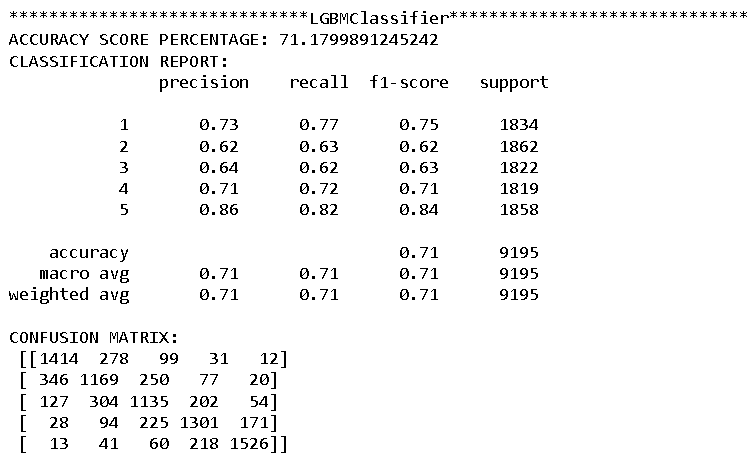 ******************************LGBMClassifier******************************
ACCURACY SCORE PERCENTAGE: 71.1799891245242
CLASSIFICATION REPORT:
precision recall f1-score support
1 0.73 0.77 0.75 1834
2 0.62 0.63 0.62 1862
3 0.64 0.62 0.63 1822
4 0.71 0.72 0.71 1819
5 0.86 0.82 0.84 1858
accuracy 0.71 9195
macro avg 0.71 0.71 0.71 9195
weighted avg 0.71 0.71 0.71 9195
CONFUSION MATRIX:
[[1414 278 99 31 12]
[ 346 1169 250 77 20]
[ 127 304 1135 202 54]
[ 28 94 225 1301 171]
[ 13 41 60 218 1526]]